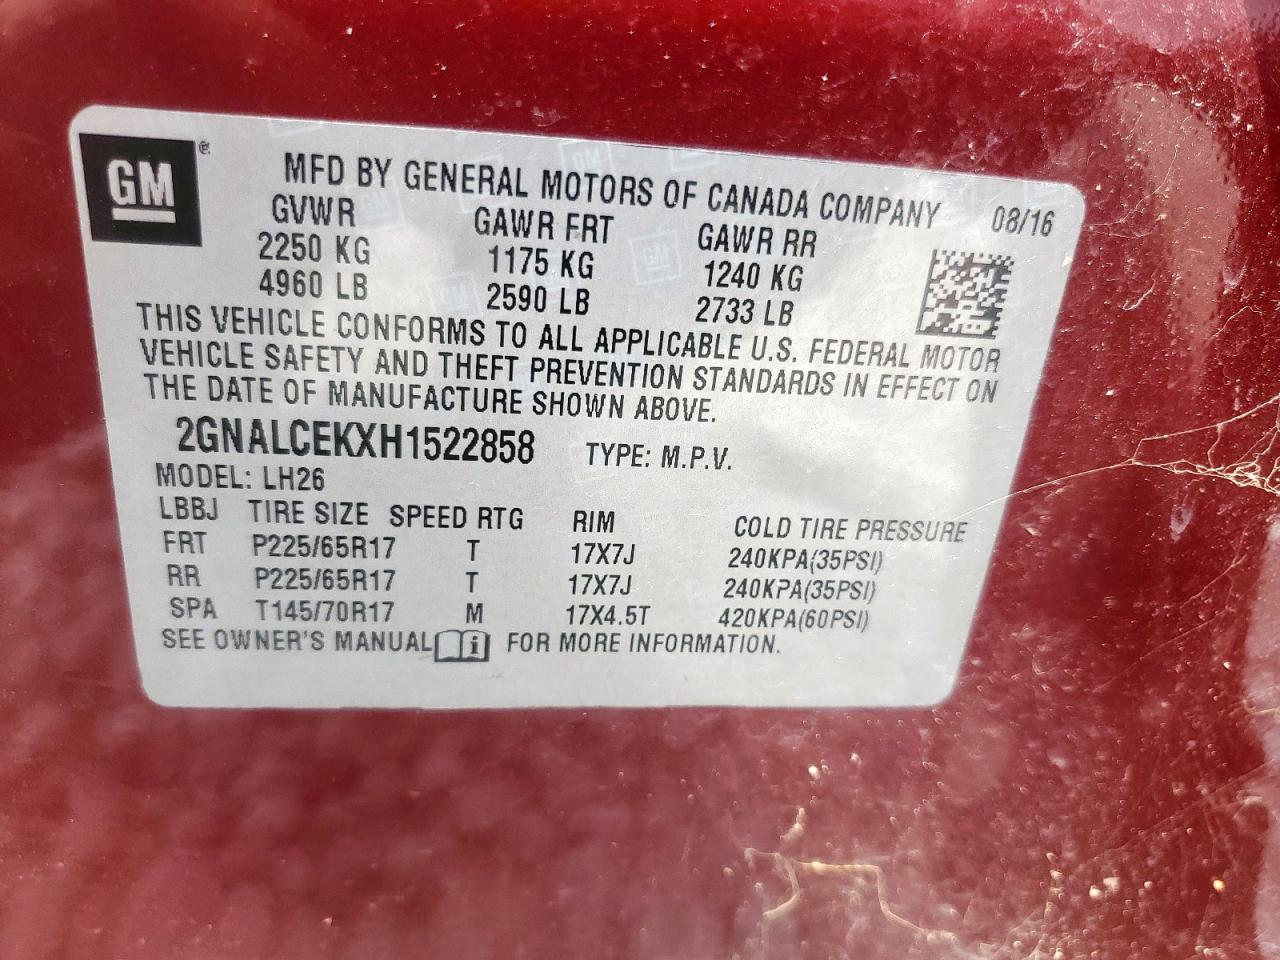 GM
MFD BY GENERAL MOTORS OF CANADA COMPANY 08/16
GVWR GAWR FRT GAWR RR
2250 KG 1175 KG 1240 KG
4960 LB 2590 LB 2733 LB
THIS VEHICLE CONFORMS TO ALL APPLICABLE U.S. FEDERAL MOTOR
VEHICLE SAFETY AND THEFT PREVENTION STANDARDS IN EFFECT ON
THE DATE OF MANUFACTURE SHOWN ABOVE.
2GNALCEKXH1522858 TYPE: M.P.V.
MODEL: LH26
LBBJ TIRE SIZE SPEED RTG RIM COLD TIRE PRESSURE
FRT P225/65R17 T 17X7J 240KPA(35PSI)
RR P225/65R17 T 17X7J 240KPA(35PSI)
SPA T145/70R17 M 17X4.5T 420KPA(60PSI)
SEE OWNER'S MANUAL i FOR MORE INFORMATION.